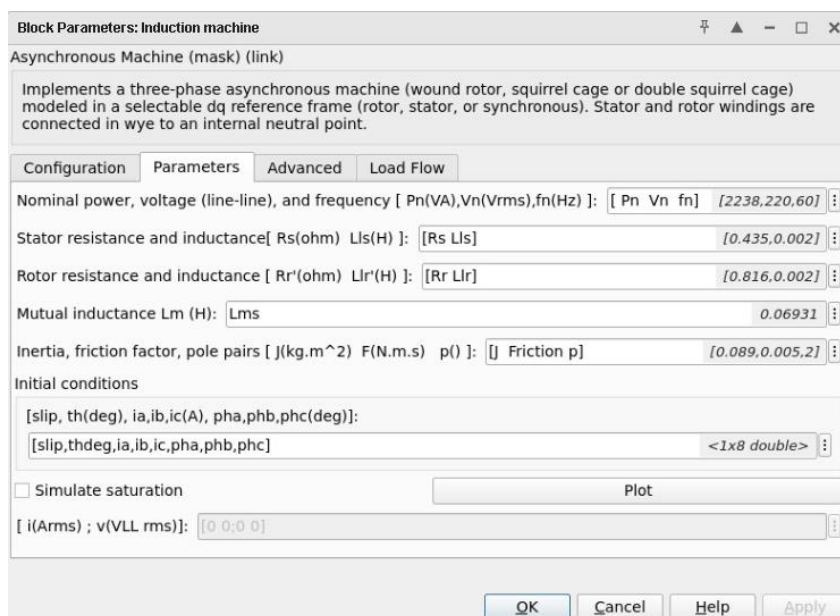 Block Parameters: Induction machine
Asynchronous Machine (mask) (link)
Implements a three-phase asynchronous machine (wound rotor, squirrel cage or double squirrel cage)
modeled in a selectable dq reference frame (rotor, stator, or synchronous). Stator and rotor windings are
connected in wye to an internal neutral point.
Configuration Parameters Advanced Load Flow
Nominal power, voltage (line-line), and frequency [ Pn(VA),Vn(Vrms),fn(Hz) ]: [ Pn Vn fn] [2238,220,60]
Stator resistance and inductance[ Rs(ohm) Lls(H) ]: [Rs Lls] [0.435,0.002]
Rotor resistance and inductance [ Rr'(ohm) Llr'(H) ]: [Rr Llr] [0.816,0.002]
Mutual inductance Lm (H): Lms 0.06931
Inertia, friction factor, pole pairs [ J(kg.m^2) F(N.m.s) p() ]: [J Friction p] [0.089,0.005,2]
Initial conditions
[slip, th(deg), ia,ib,ic(A), pha,phb,phc(deg)]:
[slip,thdeg,ia,ib,ic,pha,phb,phc] <1x8 double>
Simulate saturation Plot
[ i(Arms) ; v(VLL rms)]: [0 0;0 0]
OK Cancel Help Apply